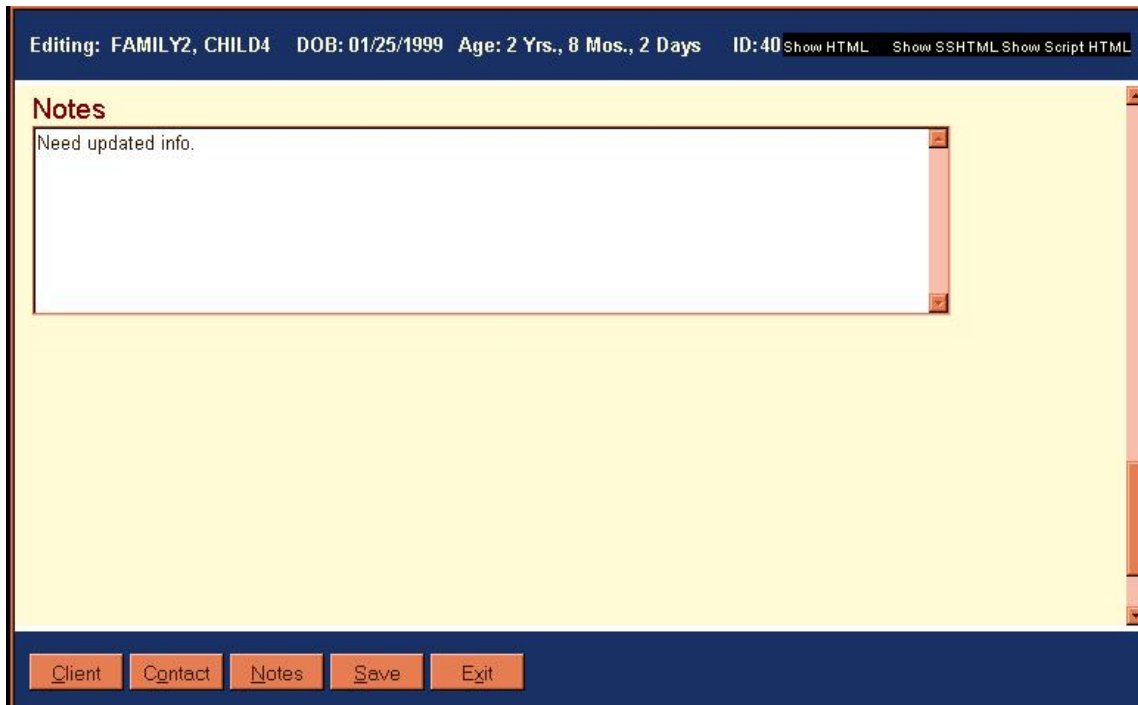 Editing: FAMILY2, CHILD4 DOB: 01/25/1999 Age: 2 Yrs., 8 Mos., 2 Days ID:40 Show HTML Show SSHTML Show Script HTML
Notes
Need updated info.
Client Contact Notes Save Exit